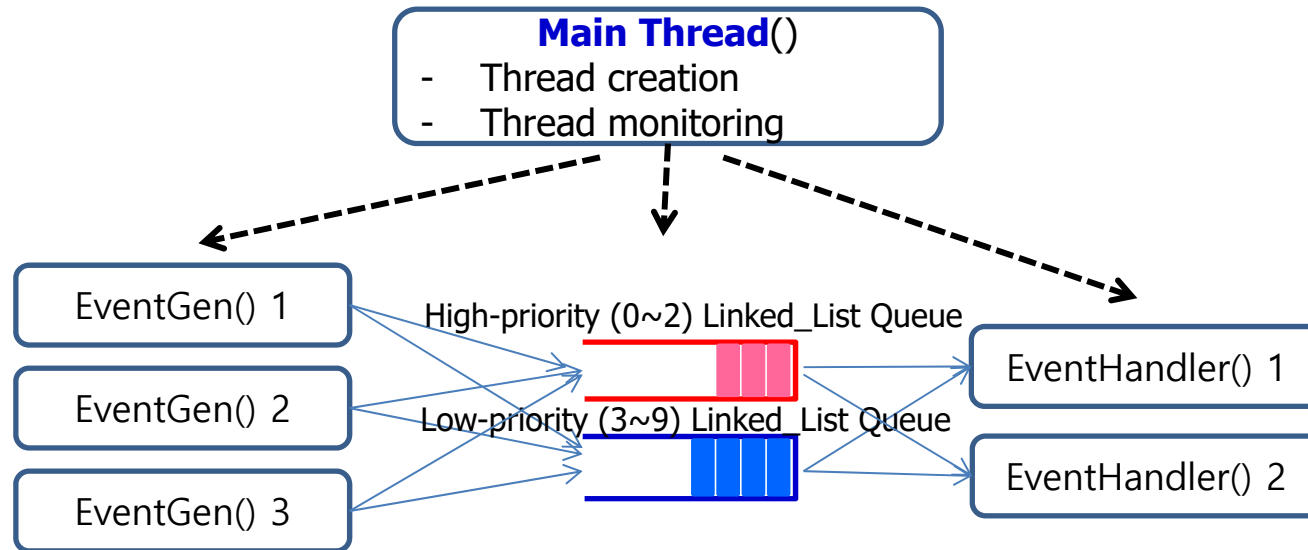 Main Thread()
- Thread creation
- Thread monitoring
EventGen() 1
High-priority (0~2) Linked_List Queue
EventHandler() 1
EventGen() 2
Low-priority (3~9) Linked_List Queue
EventHandler() 2
EventGen() 3